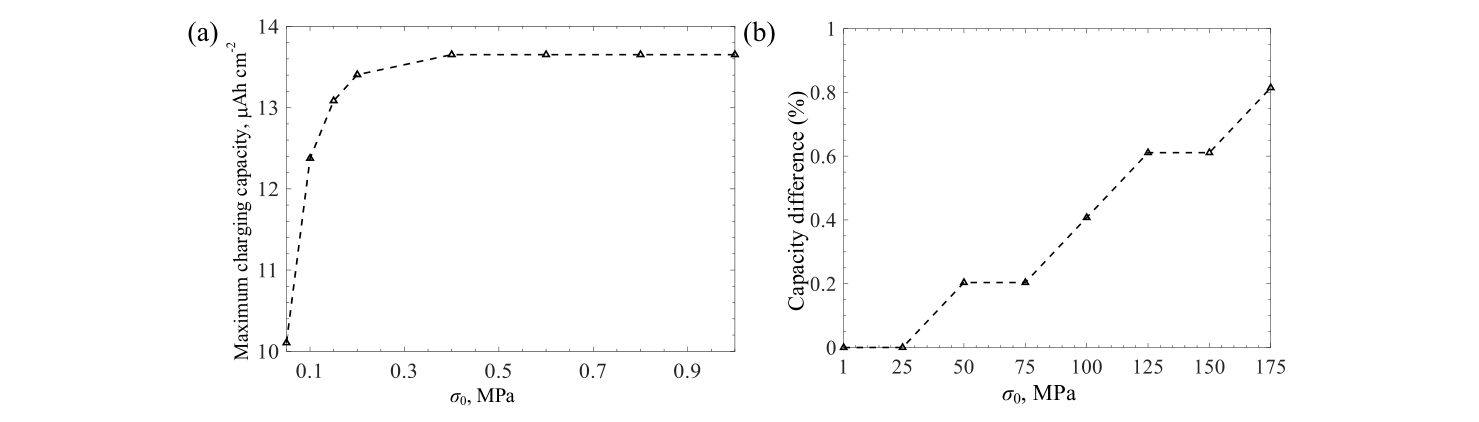 (a)
Maximum charging capacity, μAh cm-2
14
13
12
11
10
0.1 0.3 0.5 0.7 0.9
σ0, MPa
(b)
Capacity difference (%)
1
0.8
0.6
0.4
0.2
0
1 25 50 75 100 125 150 175
σ0, MPa